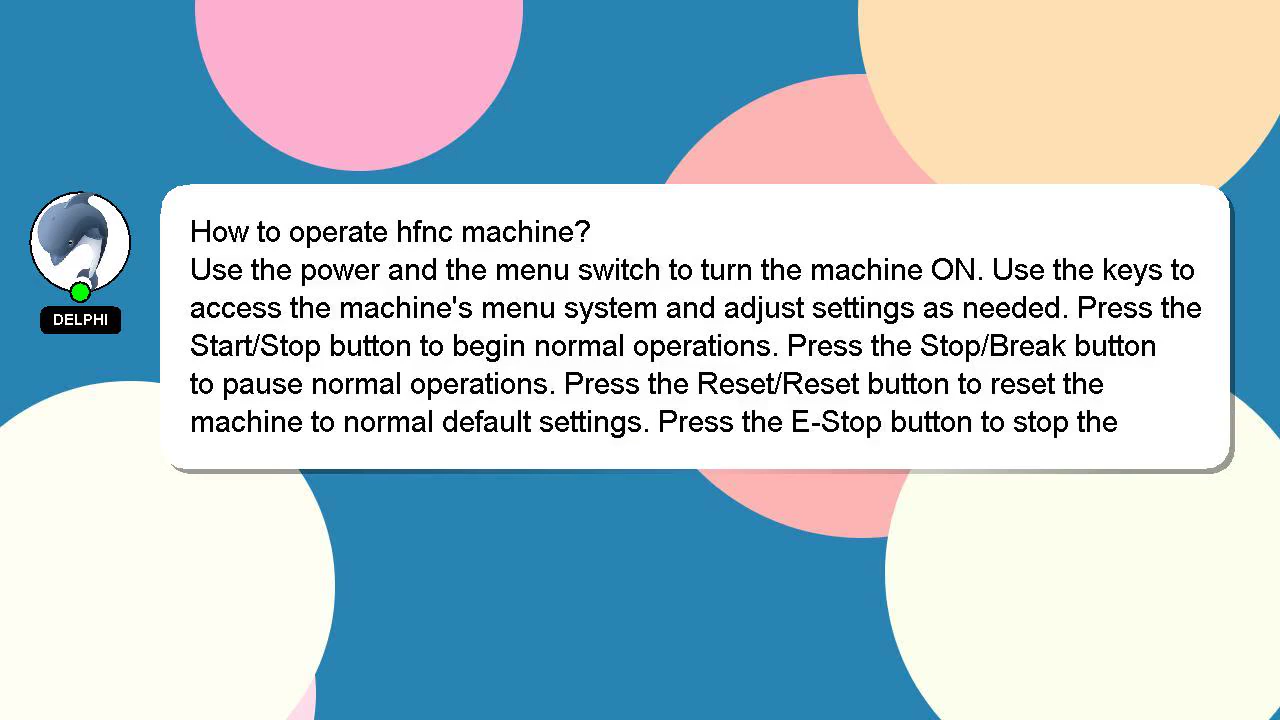 How to operate hfnc machine?
Use the power and the menu switch to turn the machine ON. Use the keys to
access the machine's menu system and adjust settings as needed. Press the
Start/Stop button to begin normal operations. Press the Stop/Break button
to pause normal operations. Press the Reset/Reset button to reset the
machine to normal default settings. Press the E-Stop button to stop the
DELPHI